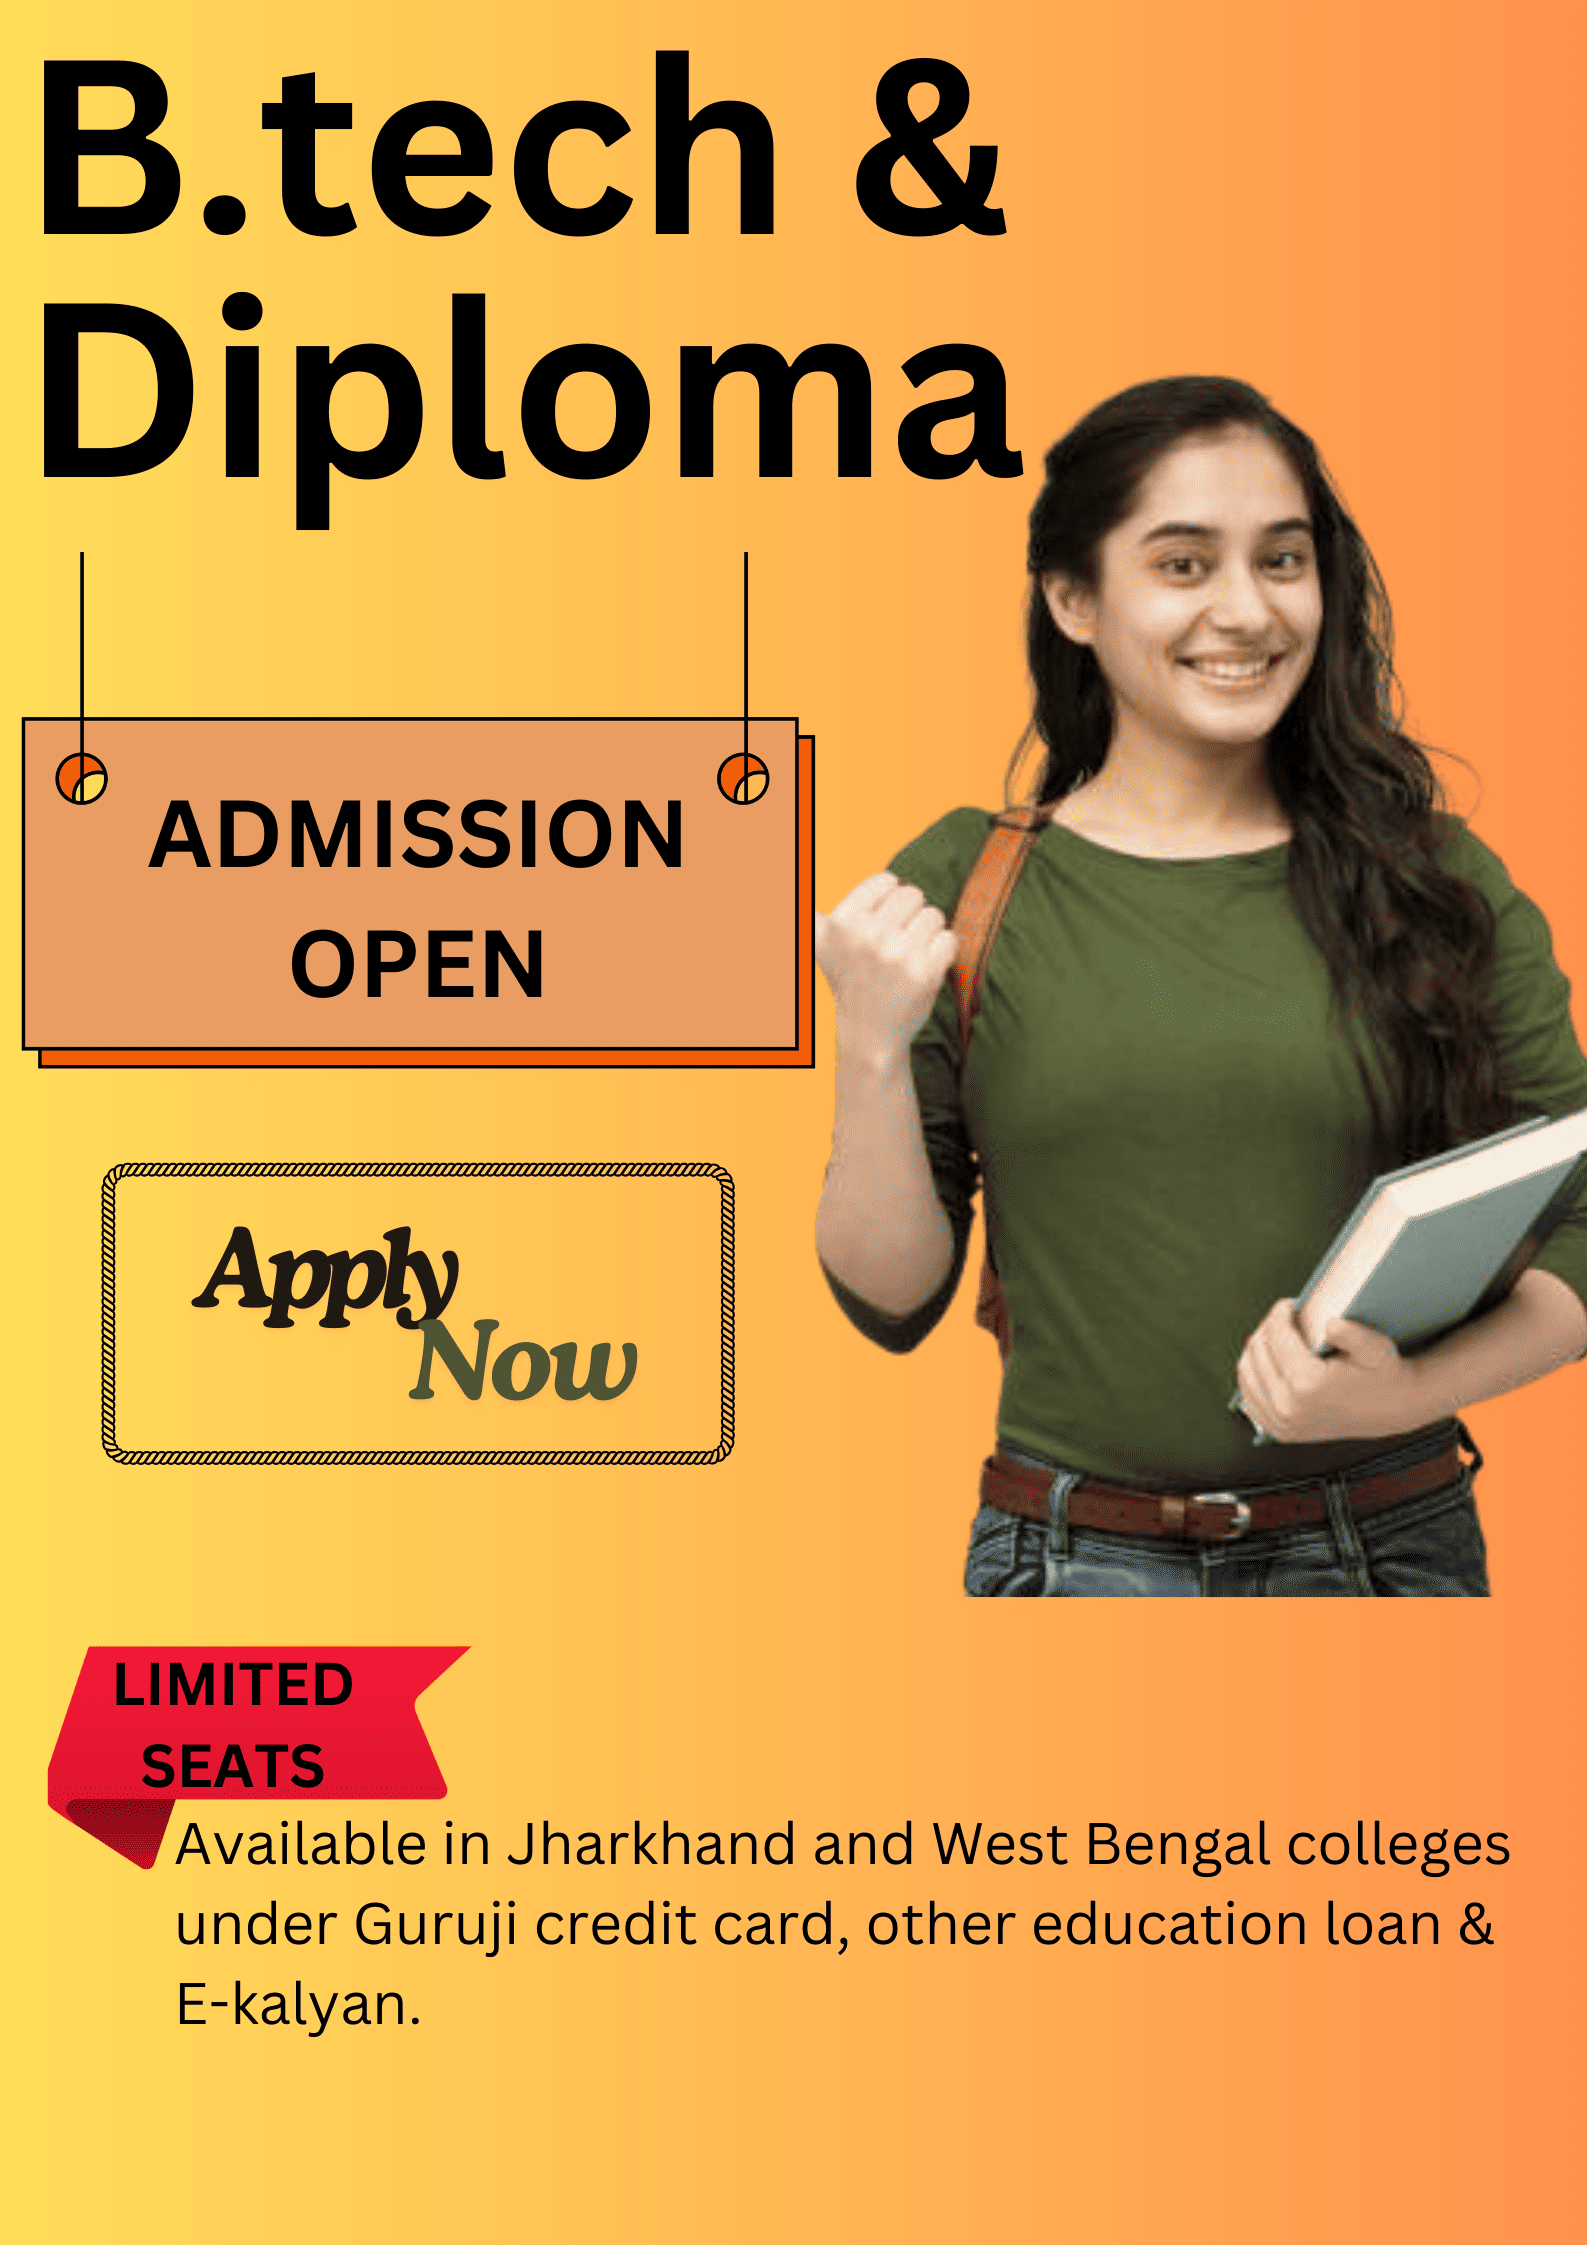 B.tech &
Diploma
ADMISSION
OPEN
Apply
Now
LIMITED
SEATS
Available in Jharkhand and West Bengal colleges
under Guruji credit card, other education loan &
E-kalyan.